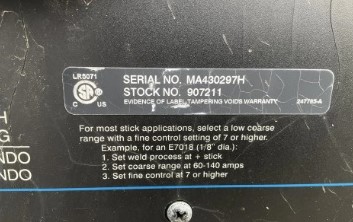 LR5071
C US
SERIAL NO. MA430297H
STOCK NO. 907211
EVIDENCE OF LABEL TAMPERING VOIDS WARRANTY
247763-A
H
G
NDO
NDO
For most stick applications, select a low coarse
range with a fine control setting of 7 or higher.
Example, for an E7018 (1/8" dia.):
1. Set weld process at + stick
2. Set coarse range at 60-140 amps
3. Set fine control at 7 or higher